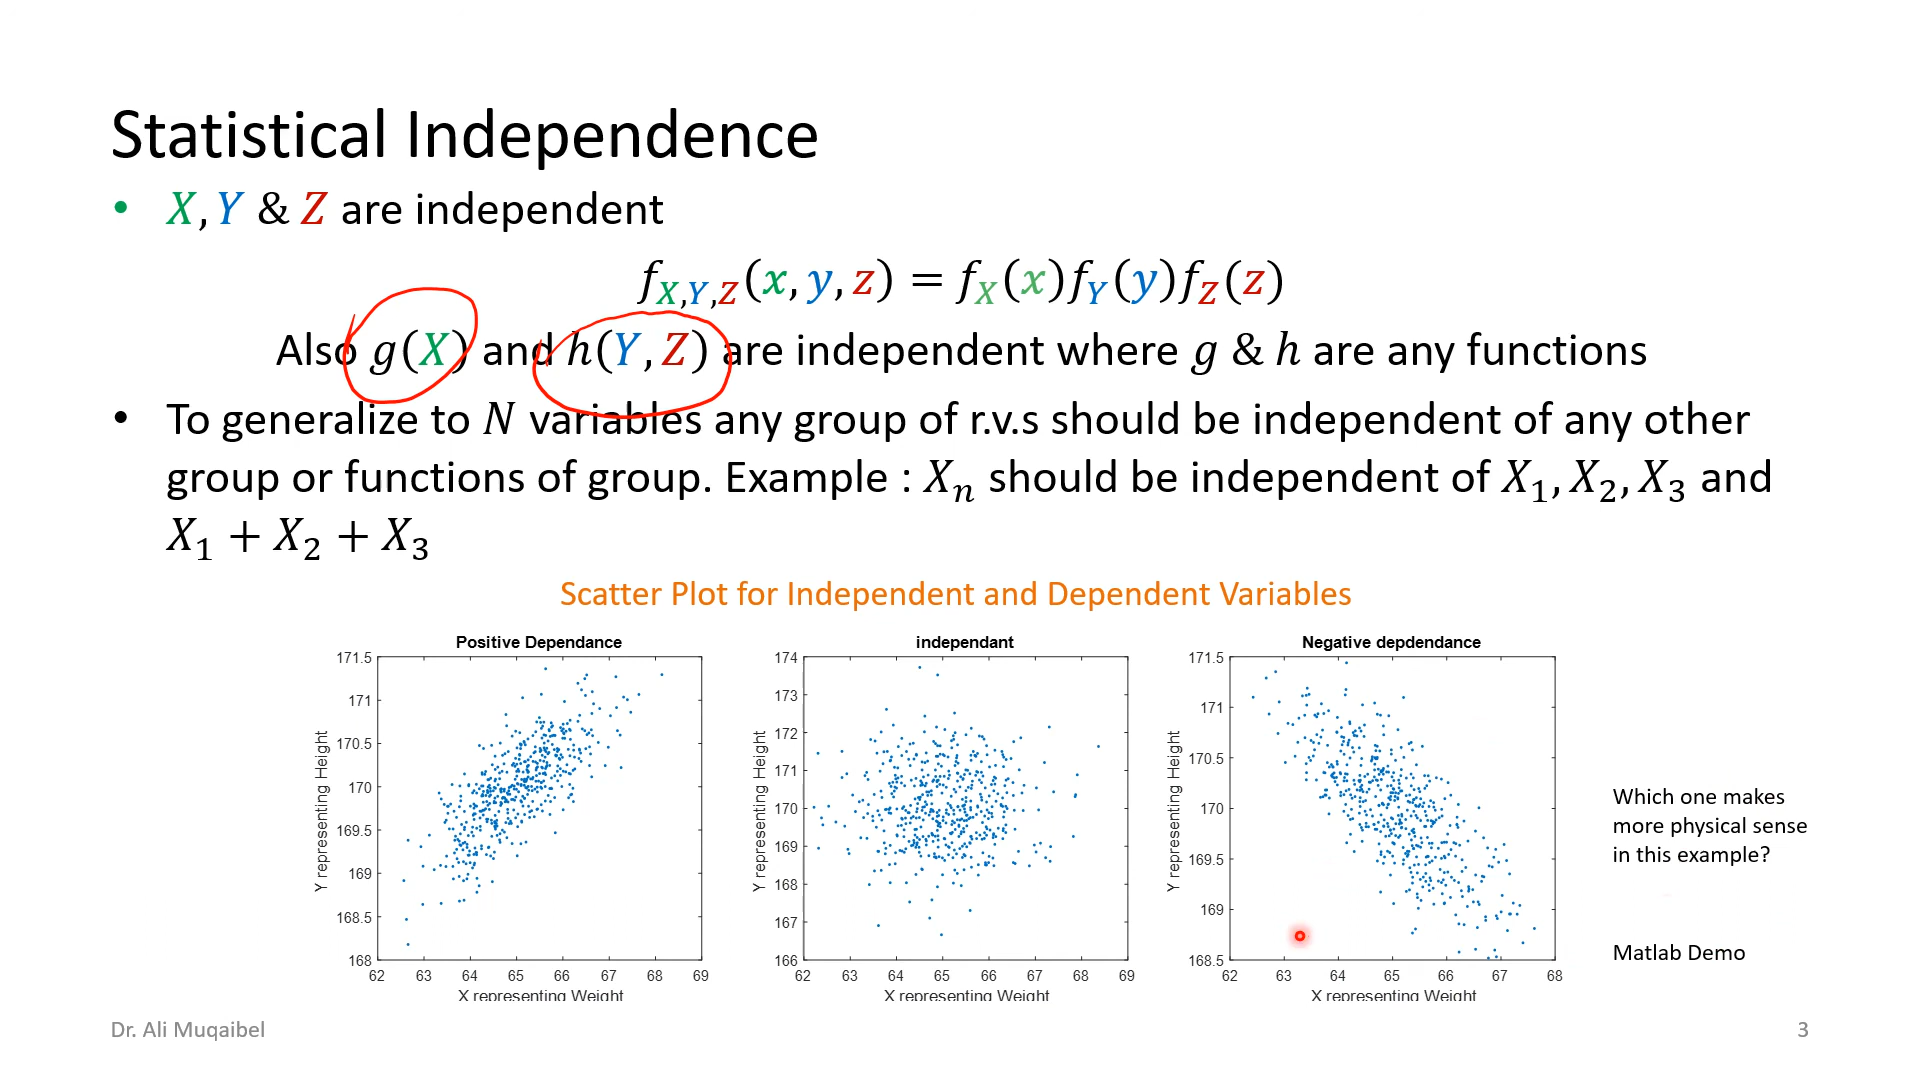 Statistical Independence
• X, Y & Z are independent
f_{X,Y,Z}(x, y, z) = f_X(x)f_Y(y)f_Z(z)
Also g(X) and h(Y, Z) are independent where g & h are any functions
• To generalize to N variables any group of r.v.s should be independent of any other
group or functions of group. Example : X_n should be independent of X_1, X_2, X_3 and
X_1 + X_2 + X_3
Scatter Plot for Independent and Dependent Variables
Positive Dependance
171.5
171
170.5
170
169.5
169
168.5
168
Y representing Height
62 63 64 65 66 67 68 69
X representing Weight
independant
174
173
172
171
170
169
168
167
166
Y representing Height
62 63 64 65 66 67 68 69
X representing Weight
Negative depdendance
171.5
171
170.5
170
169.5
169
168.5
Y representing Height
62 63 64 65 66 67 68
X representing Weight
Which one makes
more physical sense
in this example?
Matlab Demo
Dr. Ali Muqaibel
3